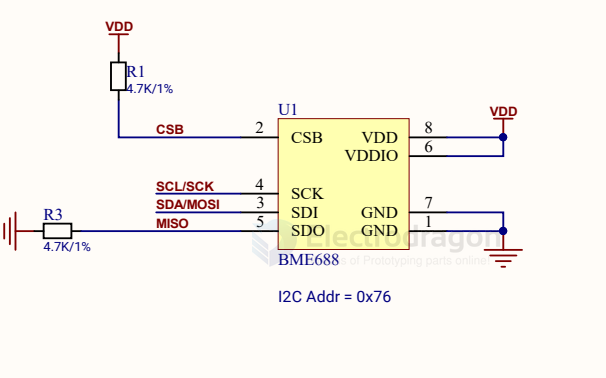 VDD
R1
4.7K/1%
U1
VDD
CSB 2 CSB VDD 8
VDDIO 6
SCL/SCK 4 SCK
SDA/MOSI 3 SDI GND 7
R3 MISO 5 SDO GND 1
4.7K/1%
Electrodragon
BME688
of Prototyping parts online
I2C Addr = 0x76